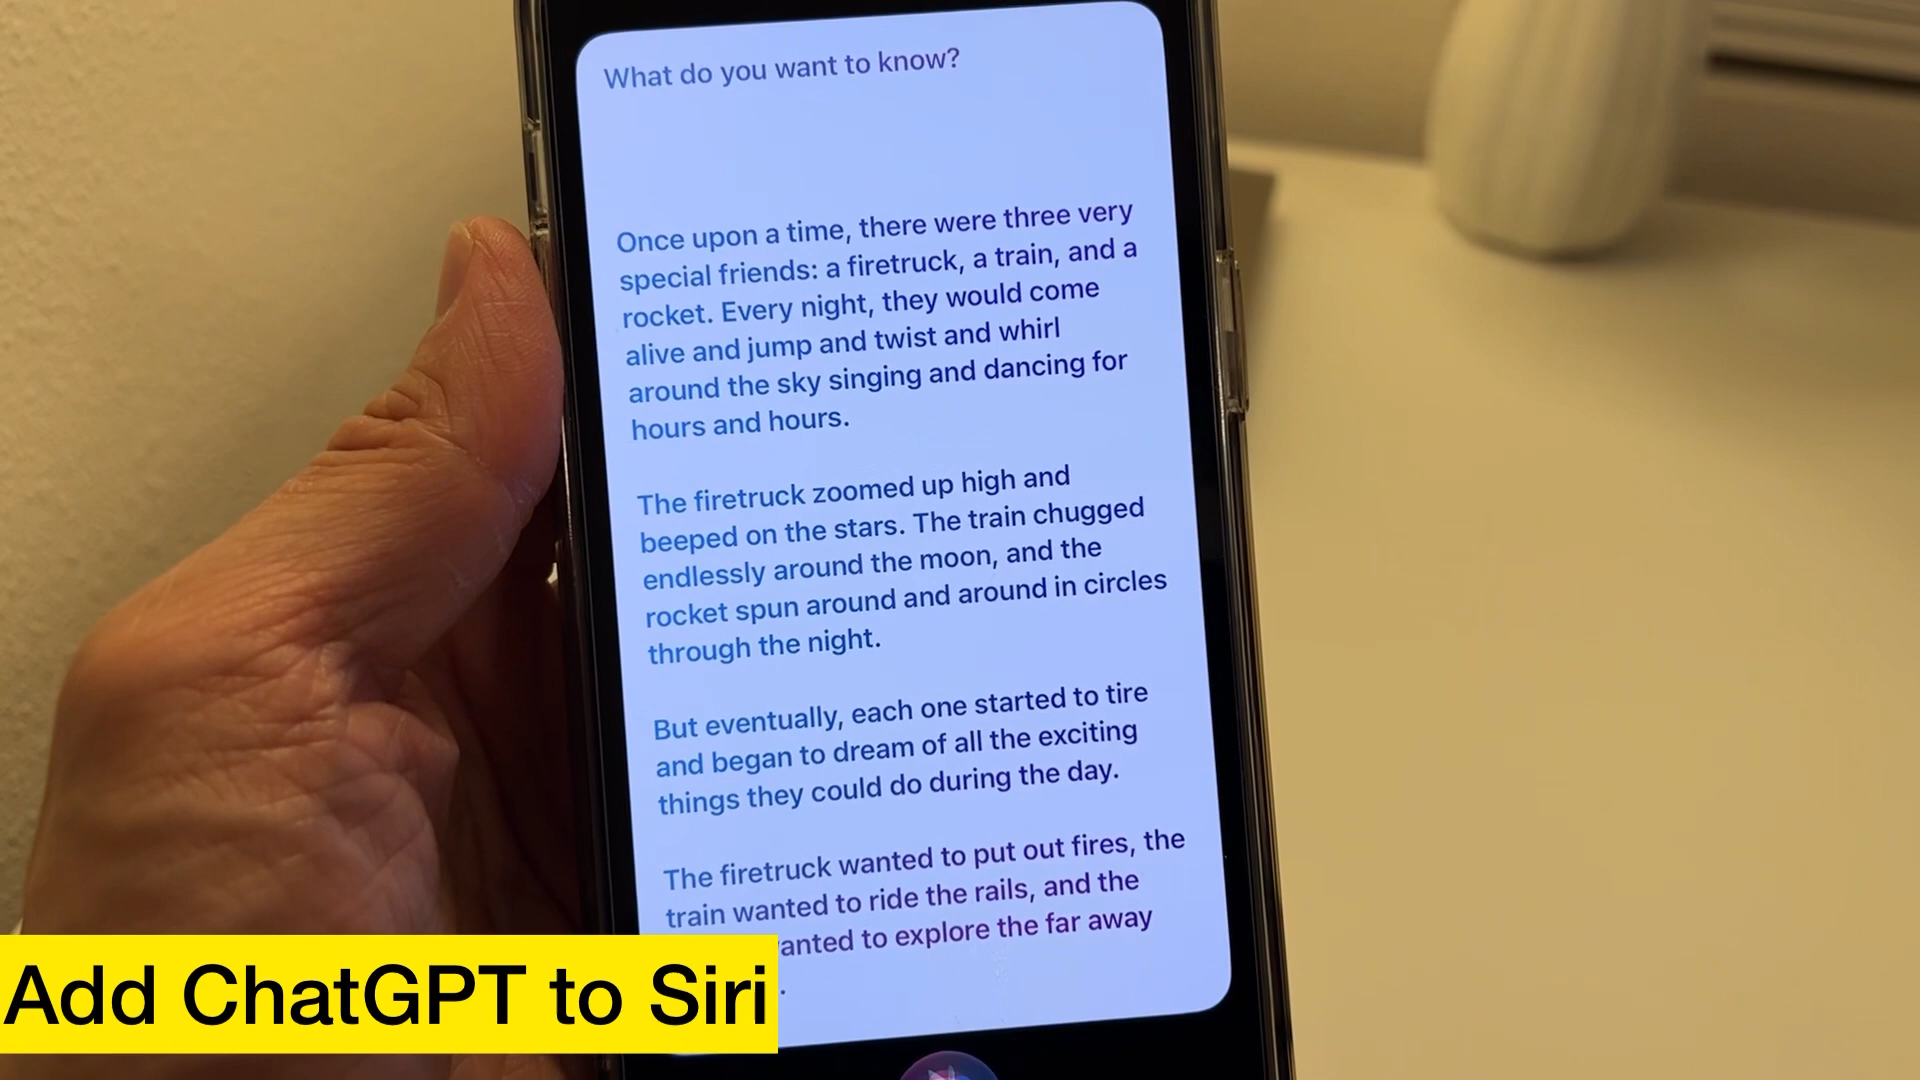 What do you want to know?
Once upon a time, there were three very
special friends: a firetruck, a train, and a
rocket. Every night, they would come
alive and jump and twist and whirl
around the sky singing and dancing for
hours and hours.
The firetruck zoomed up high and
beeped on the stars. The train chugged
endlessly around the moon, and the
rocket spun around and around in circles
through the night.
But eventually, each one started to tire
and began to dream of all the exciting
things they could do during the day.
The firetruck wanted to put out fires, the
train wanted to ride the rails, and the
anted to explore the far away
.
Add ChatGPT to Siri